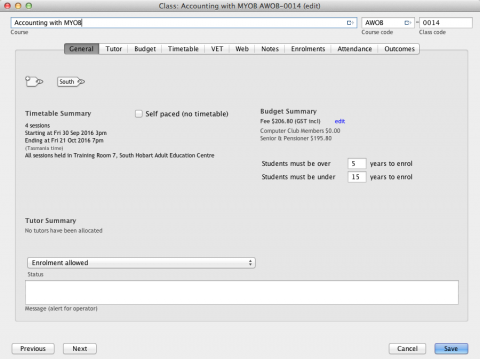 Class: Accounting with MYOB AWOB-0014 (edit)
Accounting with MYOB AWOB - 0014
Course Course code Class code
General Tutor Budget Timetable VET Web Notes Enrolments Attendance Outcomes
South
Timetable Summary Self paced (no timetable) Budget Summary
4 sessions Fee $206.80 (GST incl) edit
Starting at Fri 30 Sep 2016 3pm Computer Club Members $0.00
Ending at Fri 21 Oct 2016 7pm Senior & Pensioner $195.80
(Tasmania time)
All sessions held in Training Room 7, South Hobart Adult Education Centre
Students must be over 5 years to enrol
Students must be under 15 years to enrol
Tutor Summary
No tutors have been allocated
Enrolment allowed
Status
Message (alert for operator)
Previous Next Cancel Save